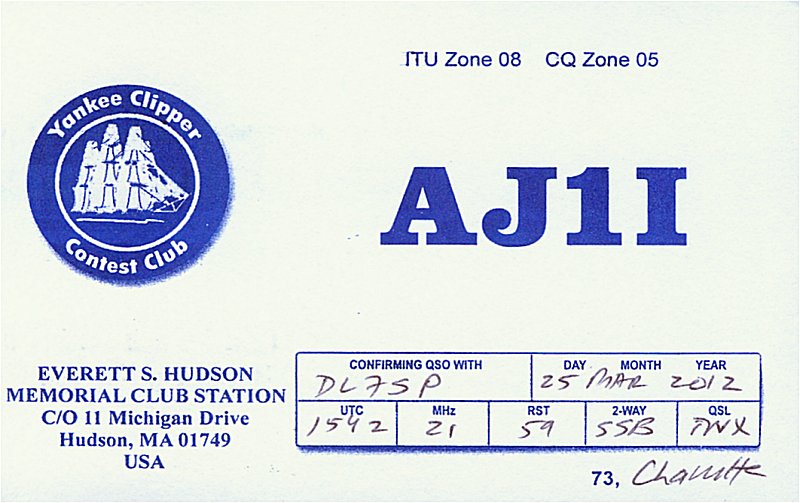 ITU Zone 08 CQ Zone 05
Yankee Clipper
Contest Club
AJ1I
EVERETT S. HUDSON
MEMORIAL CLUB STATION
C/O 11 Michigan Drive
Hudson, MA 01749
USA
CONFIRMING QSO WITH DAY MONTH YEAR
DL7SP 25 MAR 2012
UTC MHz RST 2-WAY QSL
1542 21 59 SSB TNX
73,